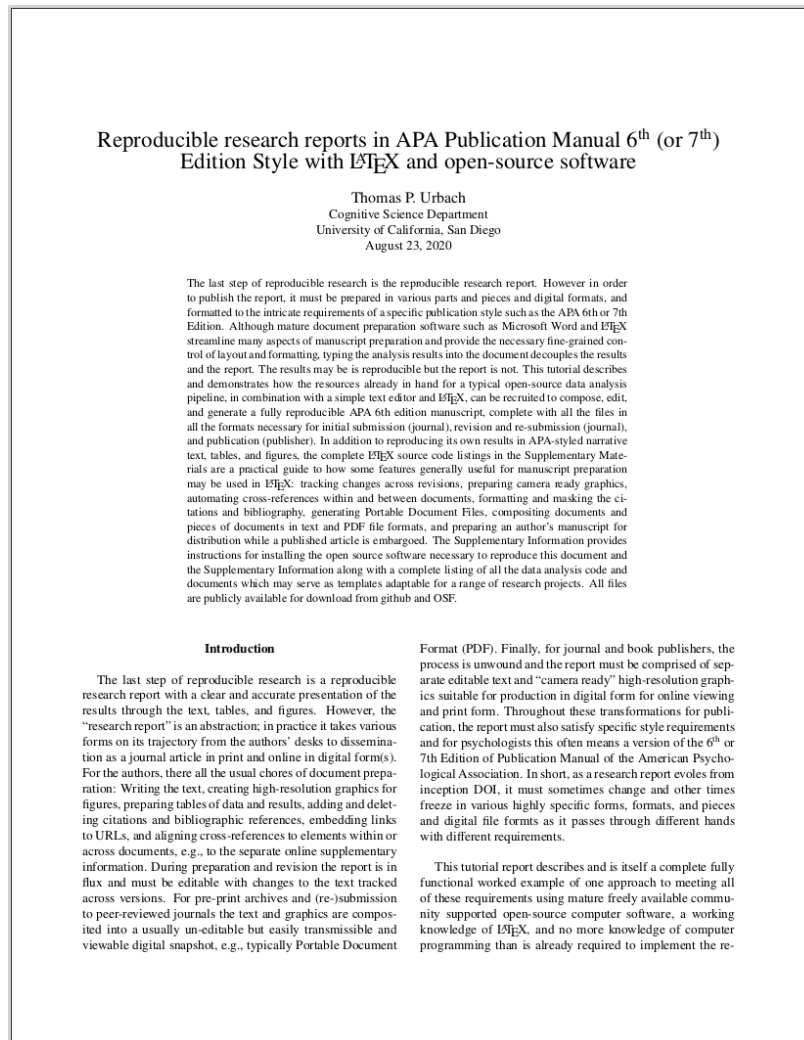 Reproducible research reports in APA Publication Manual 6th (or 7th)
Edition Style with LATEX and open-source software
Thomas P. Urbach
Cognitive Science Department
University of California, San Diego
August 23, 2020
The last step of reproducible research is the reproducible research report. However in order
to publish the report, it must be prepared in various parts and pieces and digital formats, and
formatted to the intricate requirements of a specific publication style such as the APA 6th or 7th
Edition. Although mature document preparation software such as Microsoft Word and LATEX
streamline many aspects of manuscript preparation and provide the necessary fine-grained con-
trol of layout and formatting, typing the analysis results into the document decouples the results
and the report. The results may be is reproducible but the report is not. This tutorial describes
and demonstrates how the resources already in hand for a typical open-source data analysis
pipeline, in combination with a simple text editor and LATEX, can be recruited to compose, edit,
and generate a fully reproducible APA 6th edition manuscript, complete with all the files in
all the formats necessary for initial submission (journal), revision and re-submission (journal),
and publication (publisher). In addition to reproducing its own results in APA-styled narrative
text, tables, and figures, the complete LATEX source code listings in the Supplementary Mate-
rials are a practical guide to how some features generally useful for manuscript preparation
may be used in LATEX: tracking changes across revisions, preparing camera ready graphics,
automating cross-references within and between documents, formatting and masking the ci-
tations and bibliography, generating Portable Document Files, compositing documents and
pieces of documents in text and PDF file formats, and preparing an author's manuscript for
distribution while a published article is embargoed. The Supplementary Information provides
instructions for installing the open source software necessary to reproduce this document and
the Supplementary Information along with a complete listing of all the data analysis code and
documents which may serve as templates adaptable for a range of research projects. All files
are publicly available for download from github and OSF.
Introduction
The last step of reproducible research is a reproducible
research report with a clear and accurate presentation of the
results through the text, tables, and figures. However, the
"research report" is an abstraction; in practice it takes various
forms on its trajectory from the authors' desks to dissemina-
tion as a journal article in print and online in digital form(s).
For the authors, there all the usual chores of document prepa-
ration: Writing the text, creating high-resolution graphics for
figures, preparing tables of data and results, adding and delet-
ing citations and bibliographic references, embedding links
to URLs, and aligning cross-references to elements within or
across documents, e.g., to the separate online supplementary
information. During preparation and revision the report is in
flux and must be editable with changes to the text tracked
across versions. For pre-print archives and (re-)submission
to peer-reviewed journals the text and graphics are compos-
ited into a usually un-editable but easily transmissible and
viewable digital snapshot, e.g., typically Portable Document
Format (PDF). Finally, for journal and book publishers, the
process is unwound and the report must be comprised of sep-
arate editable text and "camera ready" high-resolution graph-
ics suitable for production in digital form for online viewing
and print form. Throughout these transformations for publi-
cation, the report must also satisfy specific style requirements
and for psychologists this often means a version of the 6th or
7th Edition of Publication Manual of the American Psycho-
logical Association. In short, as a research report evoles from
inception DOI, it must sometimes change and other times
freeze in various highly specific forms, formats, and pieces
and digital file formts as it passes through different hands
with different requirements.
This tutorial report describes and is itself a complete fully
functional worked example of one approach to meeting all
of these requirements using mature freely available commu-
nity supported open-source computer software, a working
knowledge of LATEX, and no more knowledge of computer
programming than is already required to implement the re-